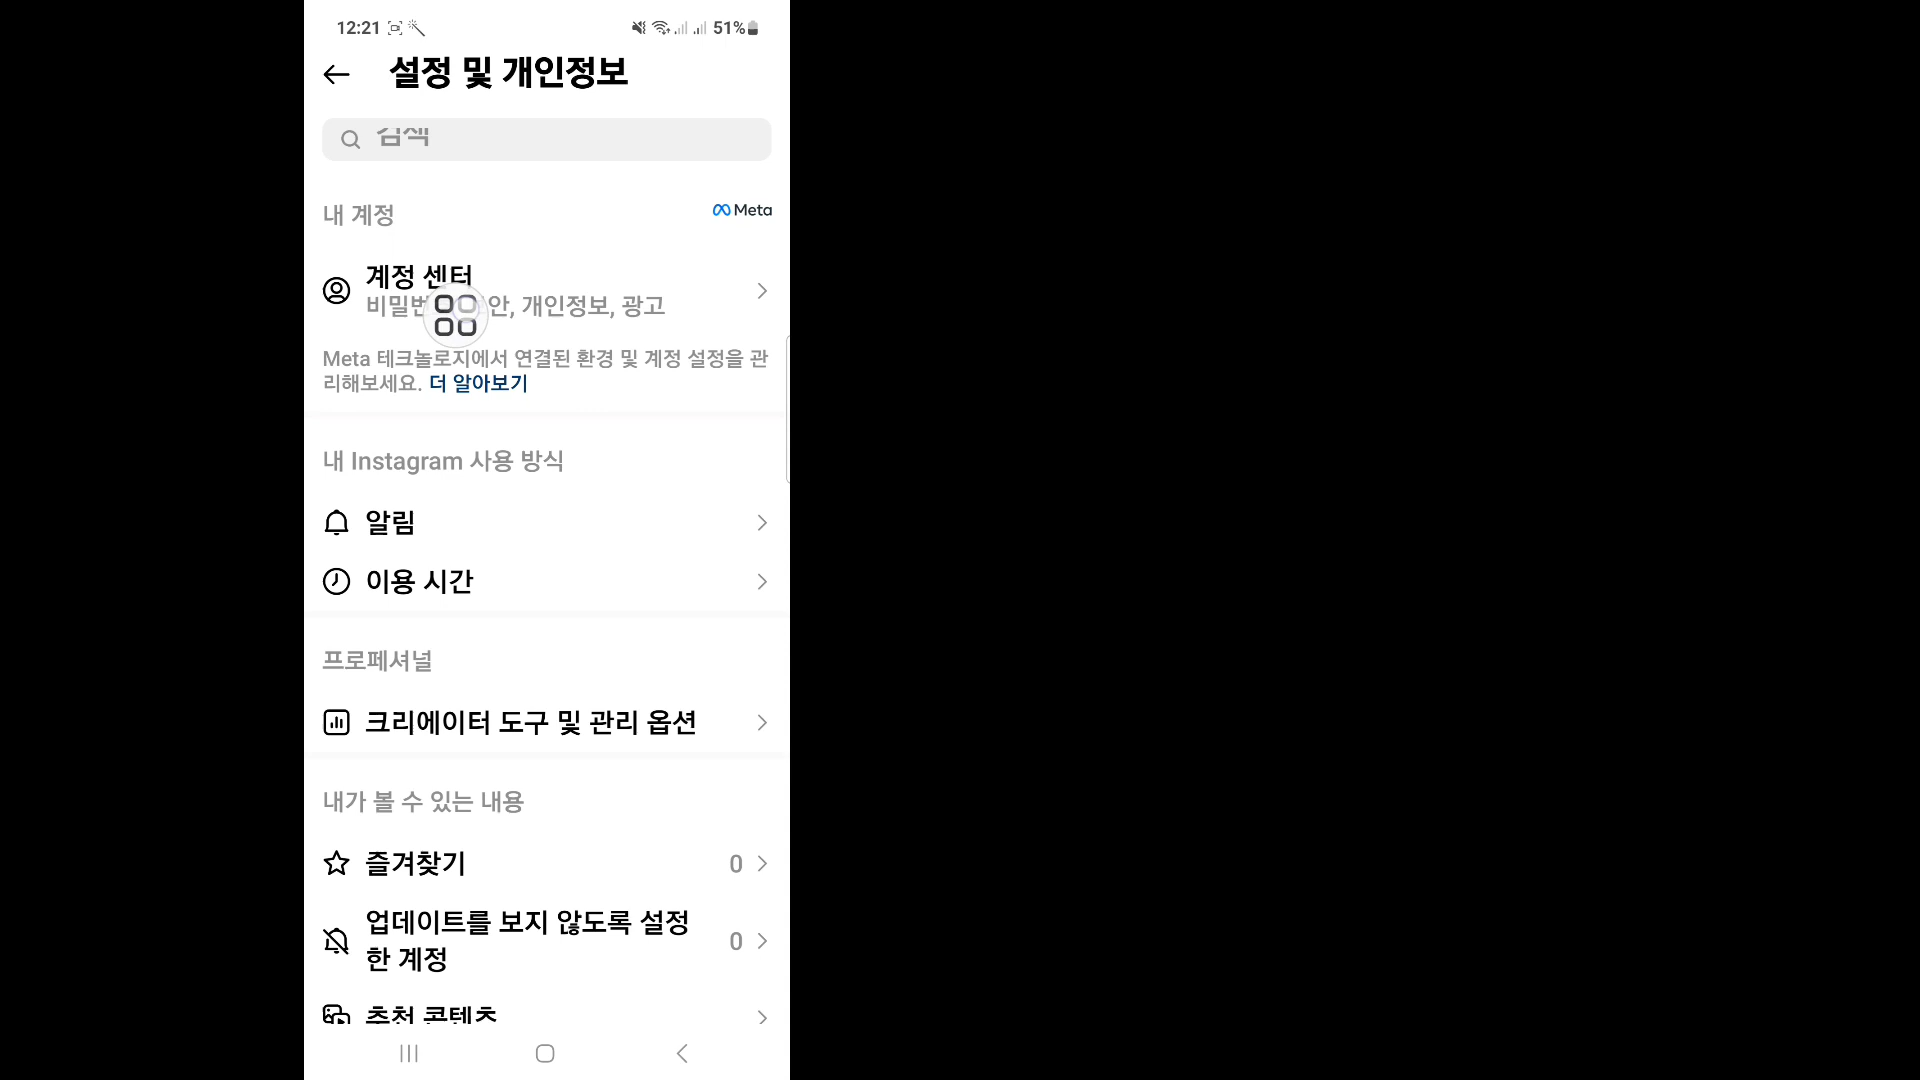 12:21
51%
설정 및 개인정보
검색
내 계정
Meta
계정 센터
안, 개인정보, 광고
Meta 테크놀로지에서 연결된 환경 및 계정 설정을 관
리해보세요. 더 알아보기
내 Instagram 사용 방식
알림
이용 시간
프로페셔널
크리에이터 도구 및 관리 옵션
내가 볼 수 있는 내용
즐겨찾기
0
업데이트를 보지 않도록 설정
한 계정
0
추천 콘텐츠